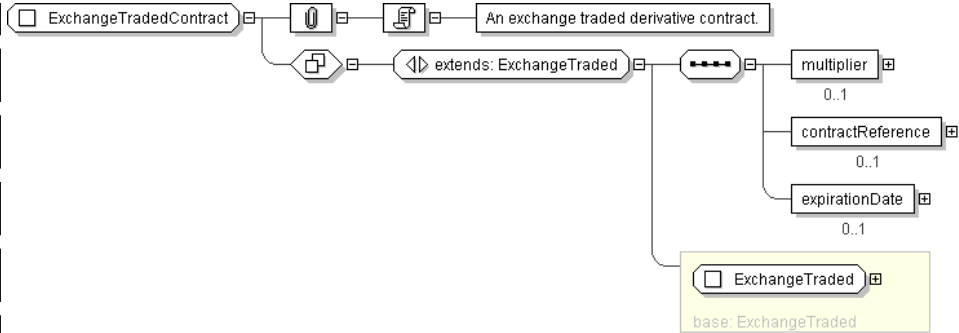 ExchangeTradedContract
An exchange traded derivative contract.
extends: ExchangeTraded
multiplier
0..1
contractReference
0..1
expirationDate
0..1
ExchangeTraded
base: ExchangeTraded